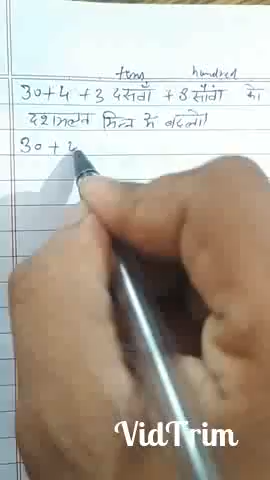 tens hundred
30+4 +3 दसवाँ +8 सौवां को
दशमलव भिन्न में बदलो।
30 + 4
VidTrim